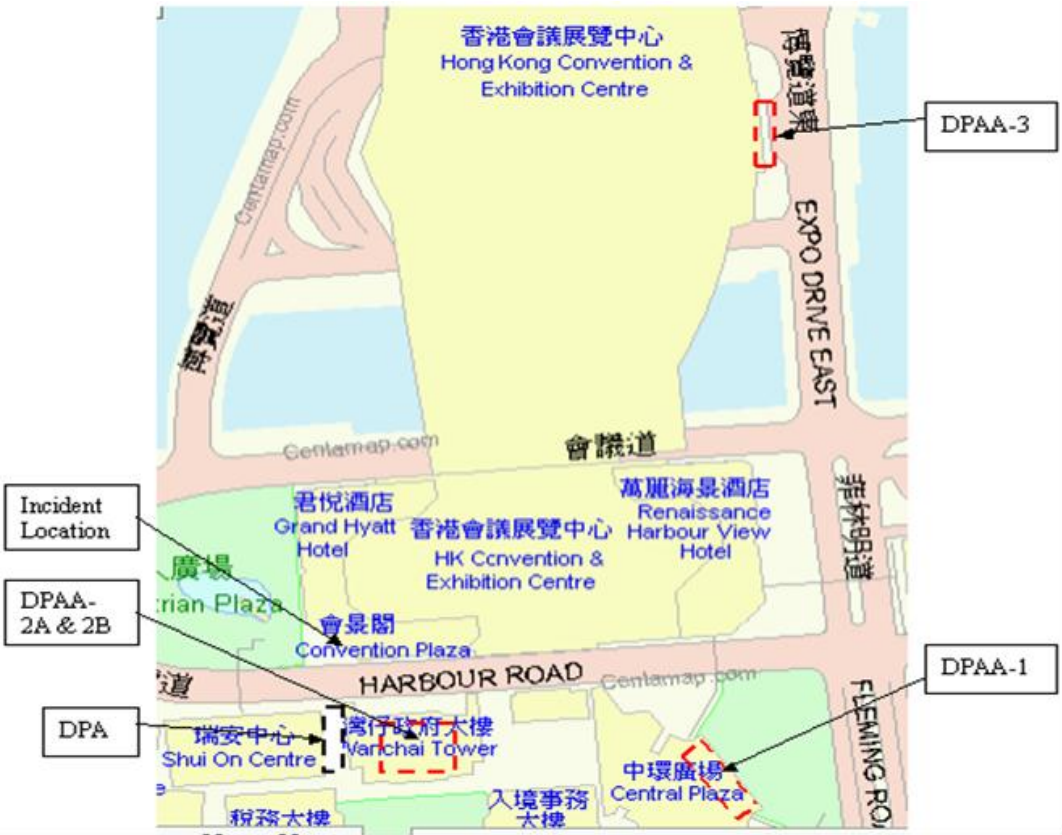 香港會議展覽中心
Hong Kong Convention &
Exhibition Centre
博覽道東
DPAA-3
Centamap.com
EXPO DRIVE EAST
Centamap.com
會議道
Incident
Location
君悅酒店
Grand Hyatt
Hotel
香港會議展覽中心
HK Convention &
Exhibition Centre
萬麗海景酒店
Renaissance
Harbour View
Hotel
菲林明道
廣場
trian Plaza
DPAA-
2A & 2B
會景閣
Convention Plaza
道
HARBOUR ROAD
Centamap.com
DPAA-1
DPA
瑞安中心
Shui On Centre
灣仔政府大樓
Wanchai Tower
中環廣場
Central Plaza
FLEMING RO
e
稅務大樓
入境事務
大樓